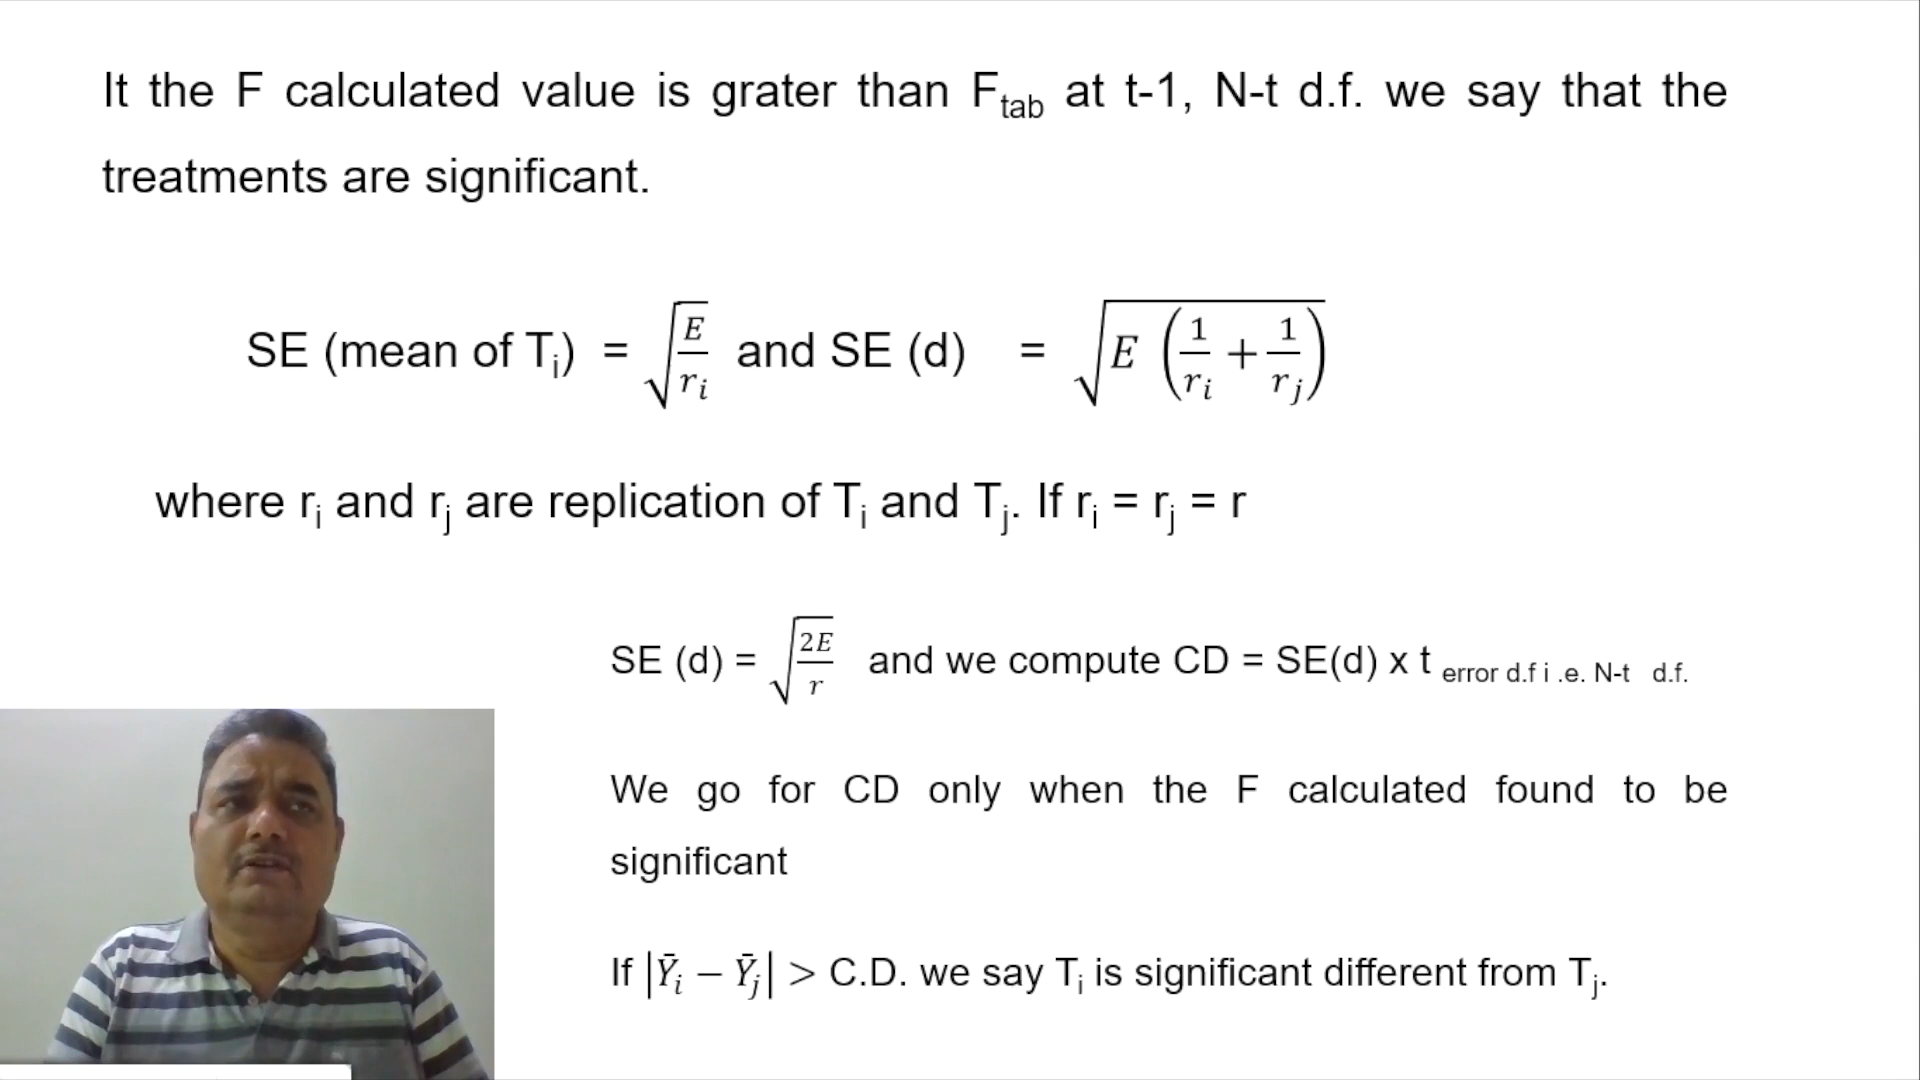 It the F calculated value is grater than F_tab at t-1, N-t d.f. we say that the
treatments are significant.
SE (mean of T_i) = √(E/r_i) and SE (d) = √(E (1/r_i + 1/r_j))
where r_i and r_j are replication of T_i and T_j. If r_i = r_j = r
SE (d) = √(2E/r) and we compute CD = SE(d) x t error d.f i .e. N-t d.f.
We go for CD only when the F calculated found to be
significant
If |Ȳ_i − Ȳ_j| > C.D. we say T_i is significant different from T_j.